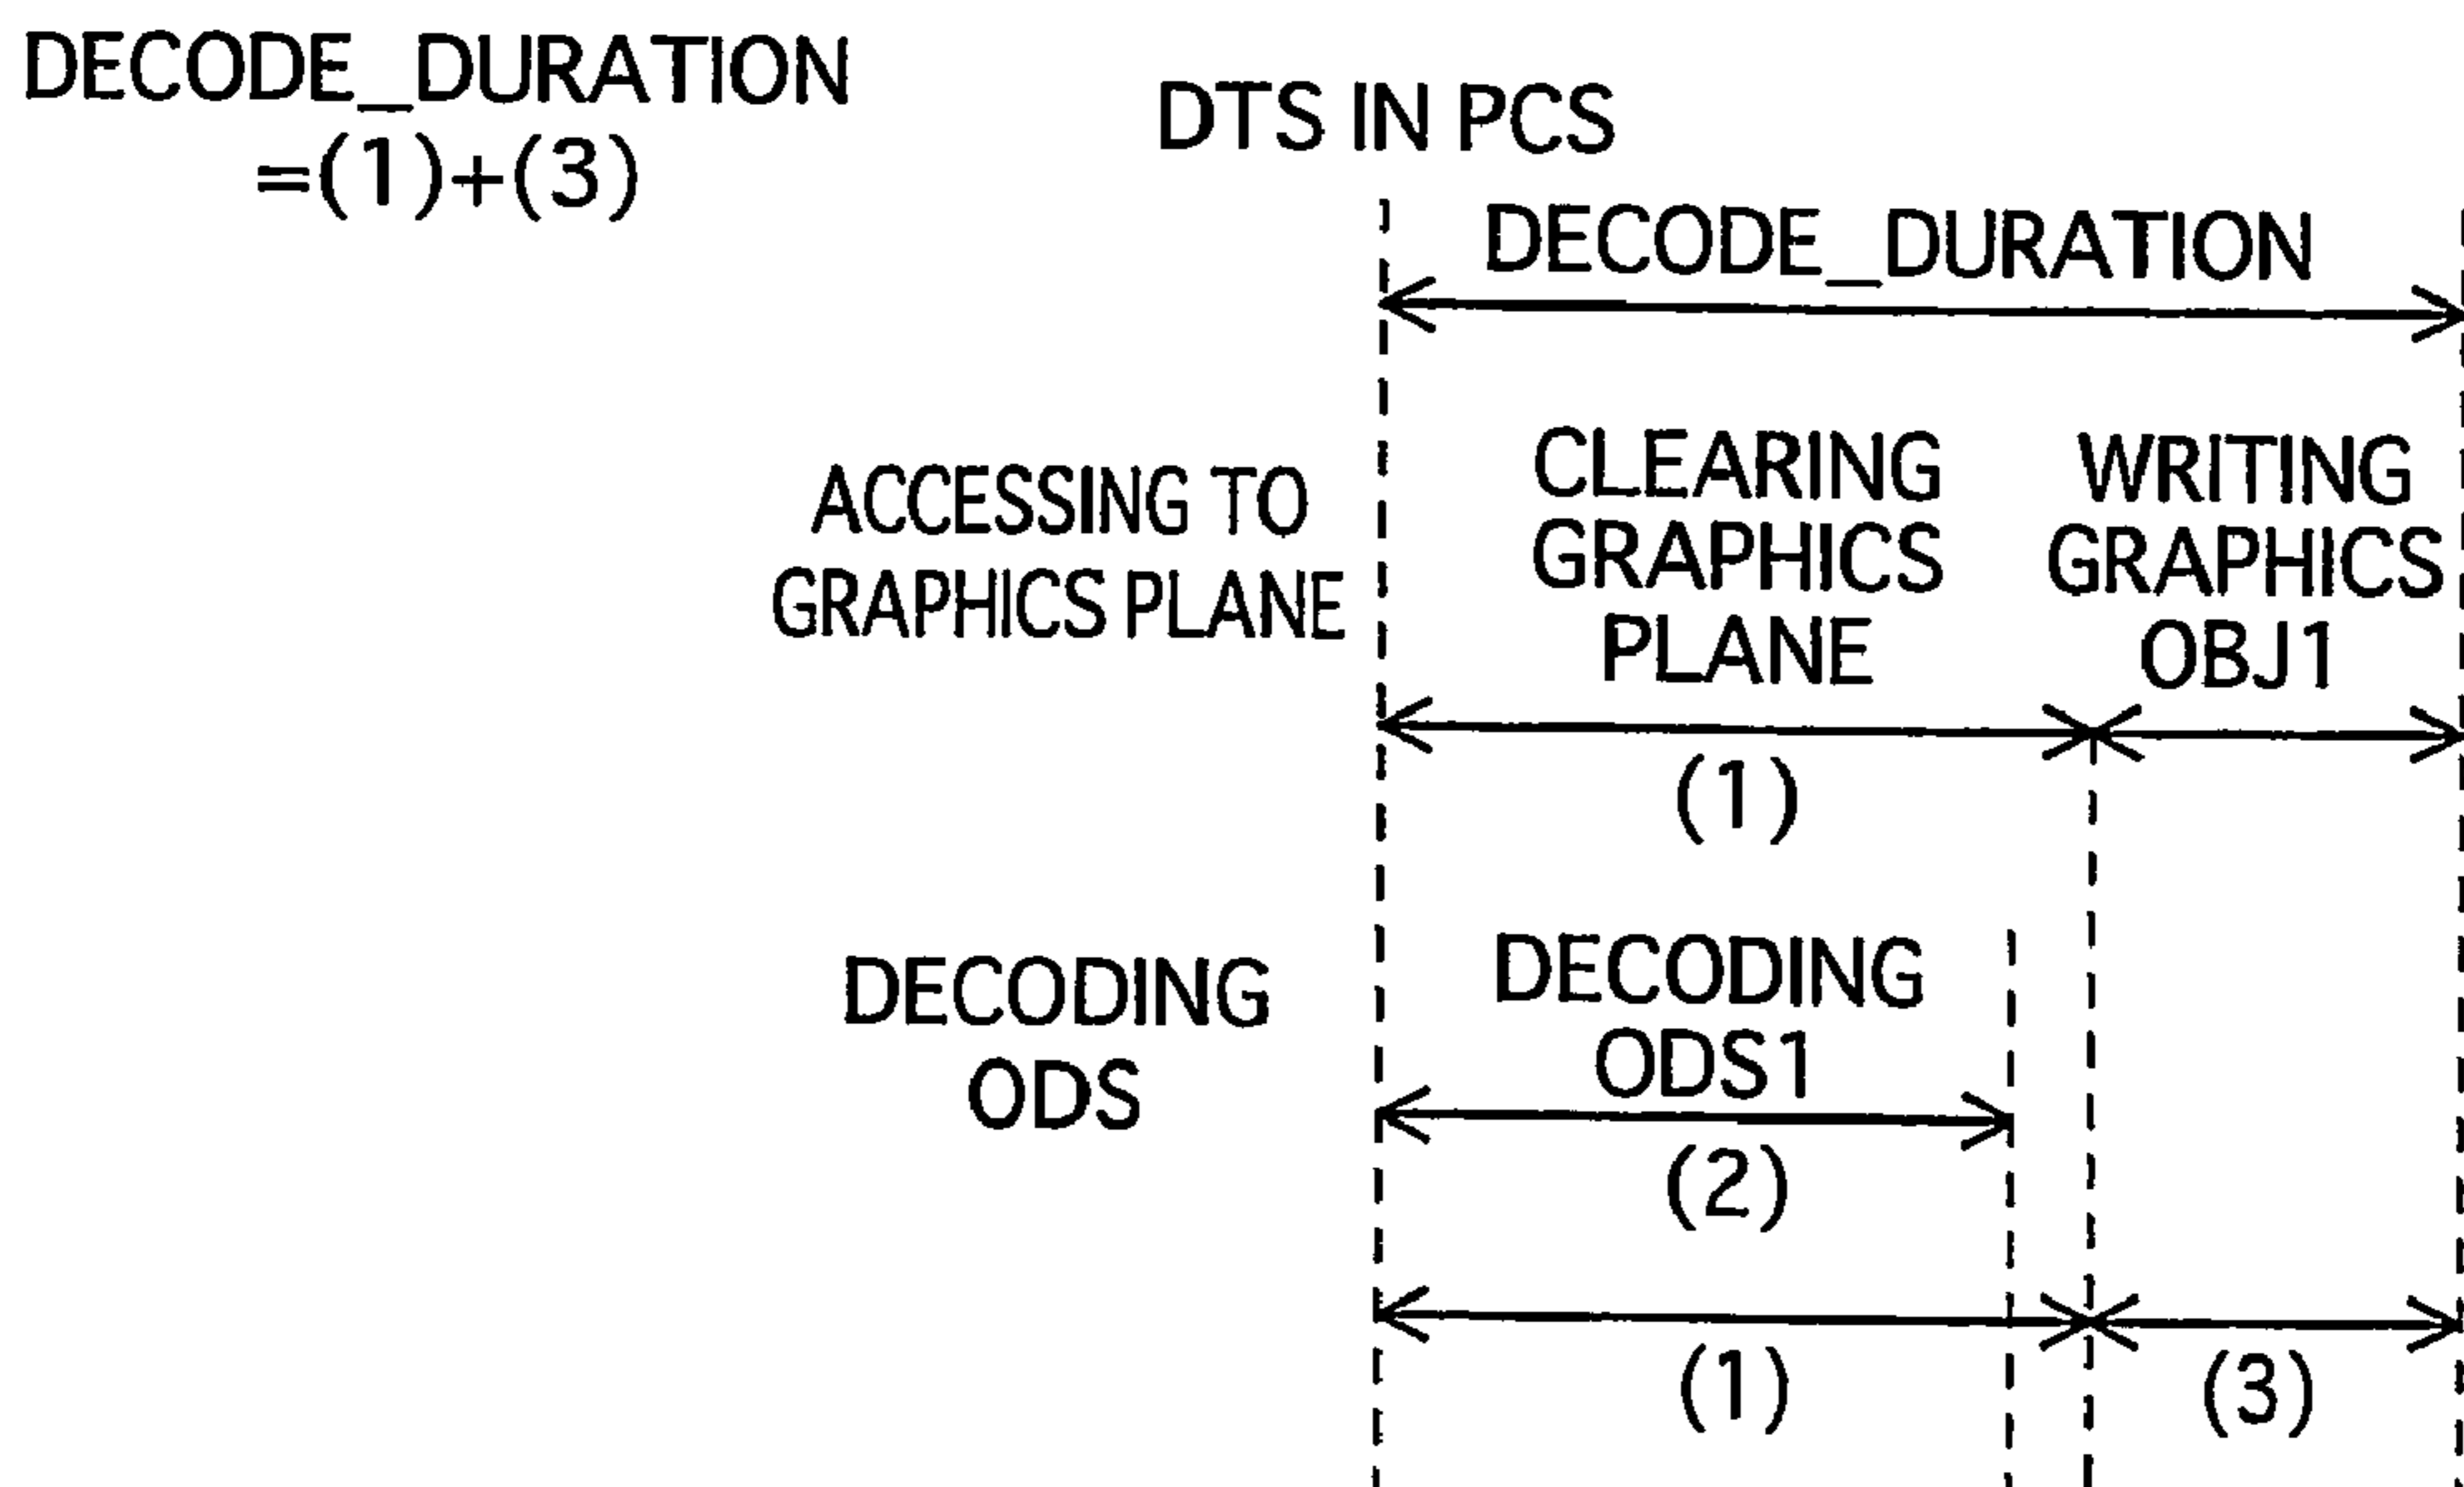 DECODE_DURATION
=(1)+(3)
DTS IN PCS
DECODE_DURATION
ACCESSING TO
GRAPHICS PLANE
CLEARING
GRAPHICS
PLANE
WRITING
GRAPHICS
OBJ1
(1)
DECODING
ODS
DECODING
ODS1
(2)
(1)
(3)